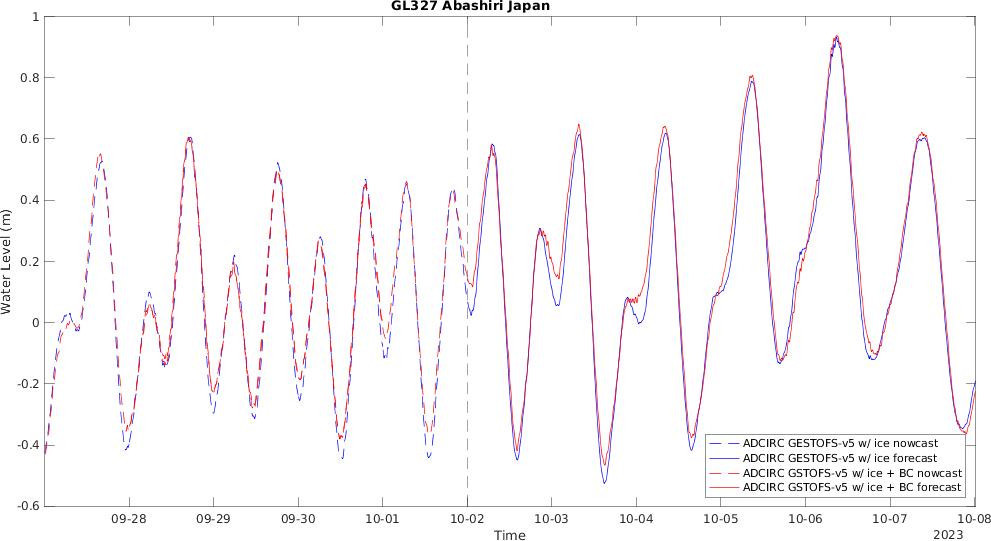 GL327 Abashiri Japan
1
0.8
0.6
0.4
0.2
0
-0.2
-0.4
-0.6
Water Level (m)
09-28 09-29 09-30 10-01 10-02 10-03 10-04 10-05 10-06 10-07 10-08
Time
2023
ADCIRC GESTOFS-v5 w/ ice nowcast
ADCIRC GESTOFS-v5 w/ ice forecast
ADCIRC GSTOFS-v5 w/ ice + BC nowcast
ADCIRC GSTOFS-v5 w/ ice + BC forecast